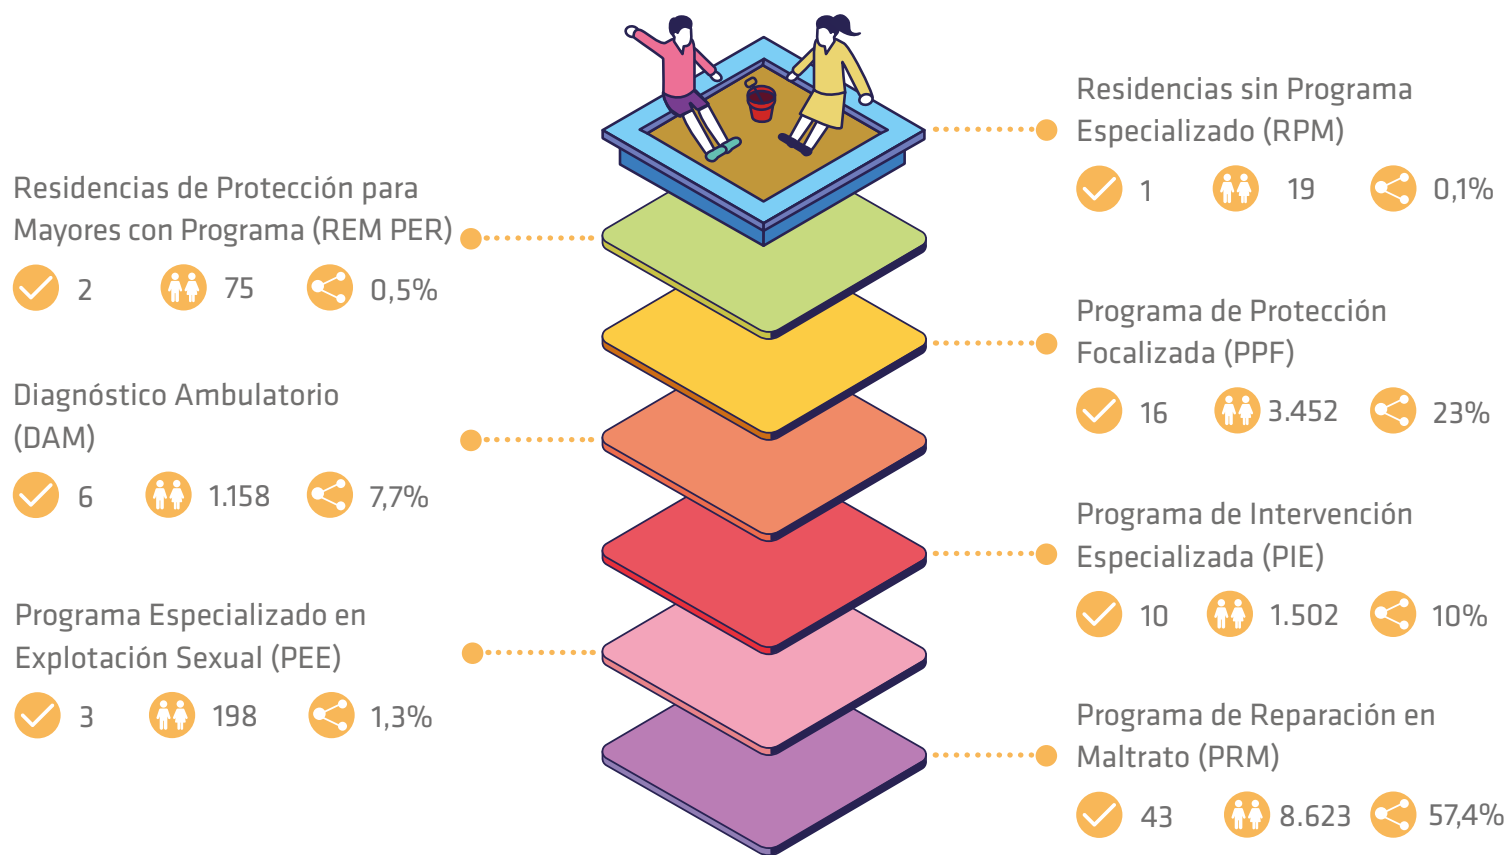 Residencias sin Programa
Especializado (RPM)
1 19 0,1%
Residencias de Protección para
Mayores con Programa (REM PER)
2 75 0,5%
Programa de Protección
Focalizada (PPF)
16 3.452 23%
Diagnóstico Ambulatorio
(DAM)
6 1.158 7,7%
Programa de Intervención
Especializada (PIE)
10 1.502 10%
Programa Especializado en
Explotación Sexual (PEE)
3 198 1,3%
Programa de Reparación en
Maltrato (PRM)
43 8.623 57,4%